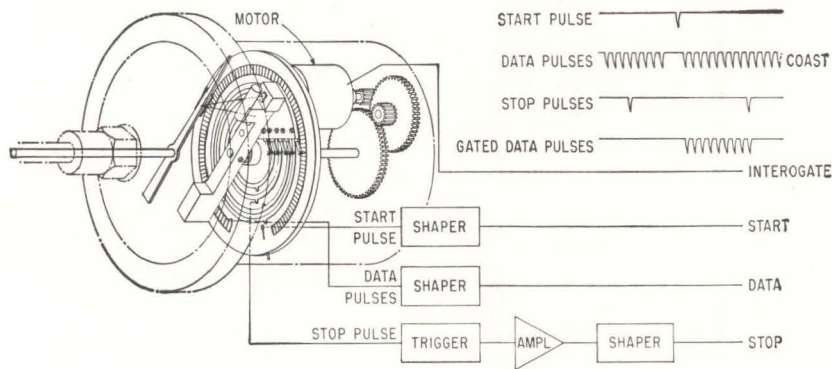 MOTOR
START PULSE
DATA PULSES
COAST
STOP PULSES
GATED DATA PULSES
INTEROGATE
START
PULSE
SHAPER
START
DATA
PULSES
SHAPER
DATA
STOP PULSE
TRIGGER
AMPL
SHAPER
STOP